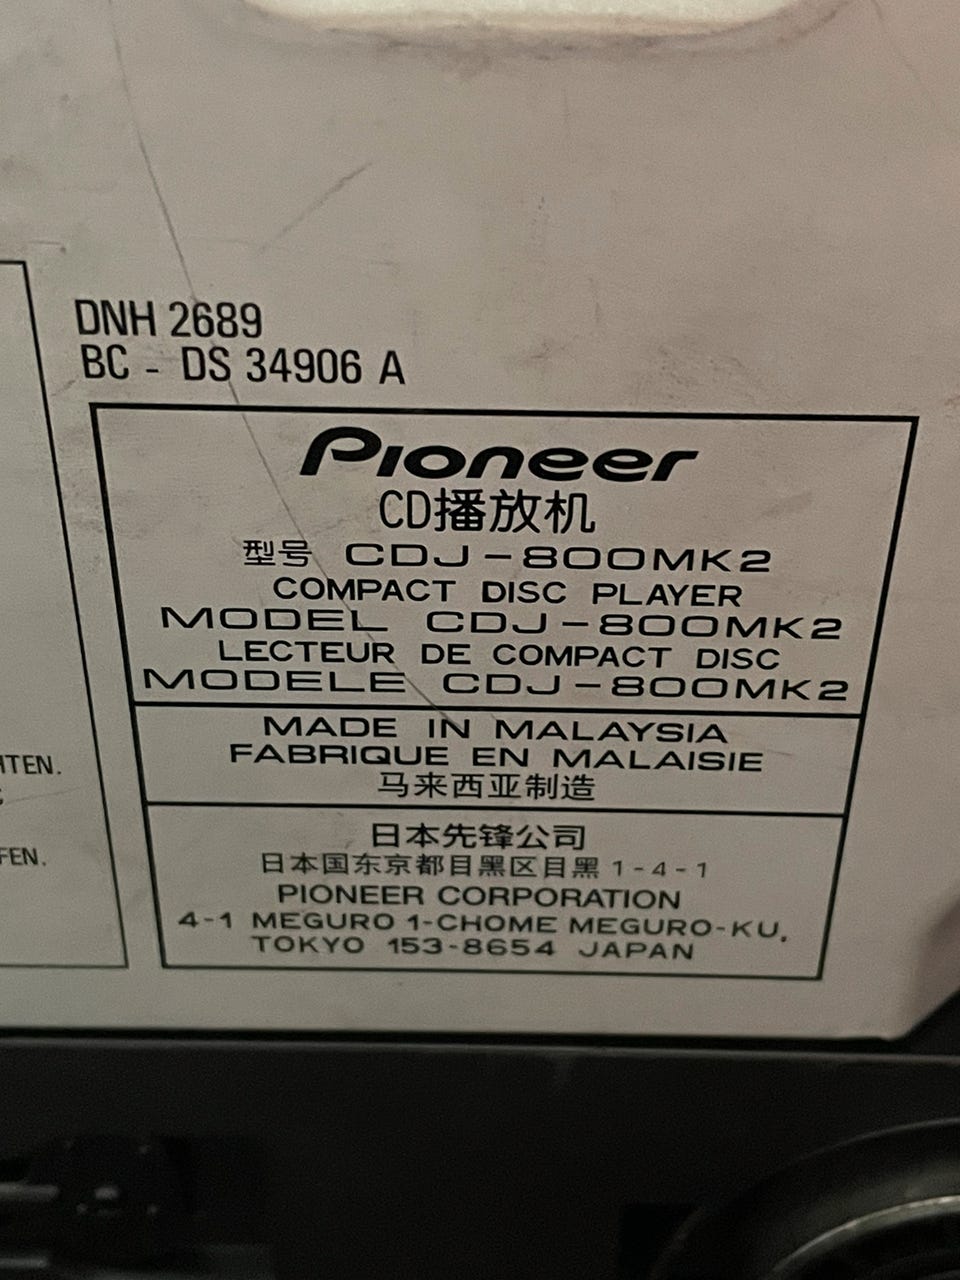 DNH 2689
BC - DS 34906 A
Pioneer
CD播放机
型号 CDJ-800MK2
COMPACT DISC PLAYER
MODEL CDJ-800MK2
LECTEUR DE COMPACT DISC
MODELE CDJ-800MK2
MADE IN MALAYSIA
FABRIQUE EN MALAISIE
马来西亚制造
日本先锋公司
日本国东京都目黑区目黑 1-4-1
PIONEER CORPORATION
4-1 MEGURO 1-CHOME MEGURO-KU,
TOKYO 153-8654 JAPAN